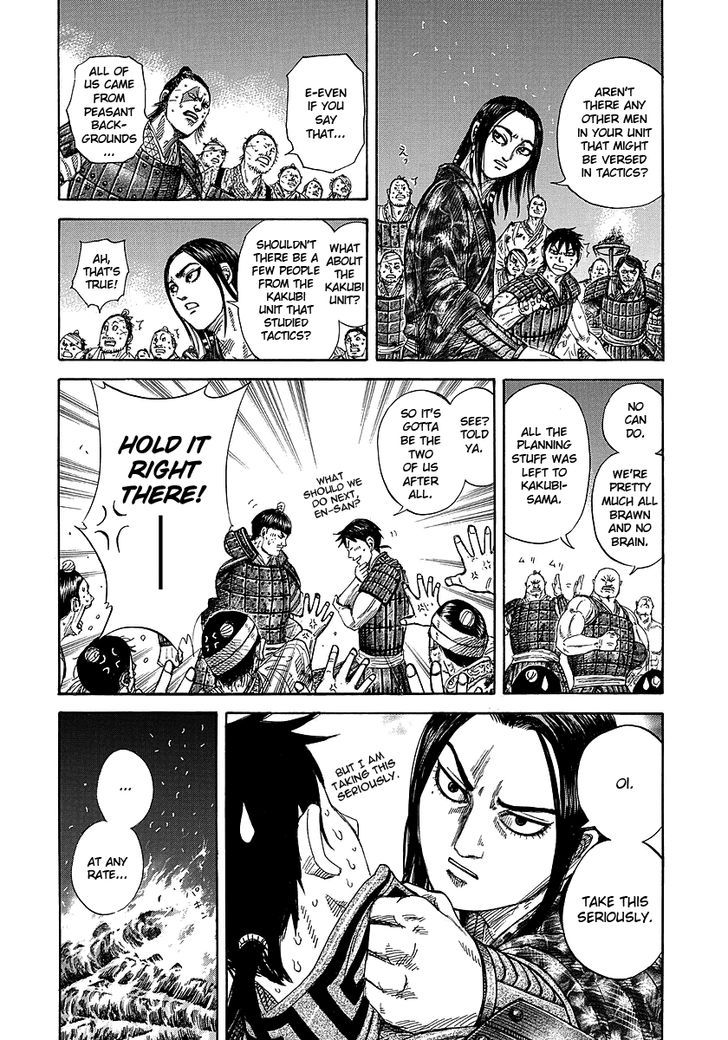 AREN'T
THERE ANY
OTHER MEN
IN YOUR UNIT
THAT MIGHT
BE VERSED
IN TACTICS?
E-EVEN
IF YOU
SAY
THAT...
ALL OF
US CAME
FROM
PEASANT
BACK-
GROUNDS
...
WHAT
ABOUT
THE
KAKUBI
UNIT?
SHOULDN'T
THERE BE A
FEW PEOPLE
FROM THE
KAKUBI
UNIT THAT
STUDIED
TACTICS?
AH,
THAT'S
TRUE!
NO
CAN
DO.
WE'RE
PRETTY
MUCH ALL
BRAWN
AND NO
BRAIN.
ALL THE
PLANNING
STUFF WAS
LEFT TO
KAKUBI-
SAMA.
SEE?
TOLD
YA.
SO IT'S
GOTTA
BE THE
TWO
OF US
AFTER
ALL.
WHAT
SHOULD WE
DO NEXT,
EN-SAN?
HOLD IT
RIGHT
THERE!
OI.
TAKE THIS
SERIOUSLY.
BUT I AM
TAKING THIS
SERIOUSLY.
...
AT ANY
RATE...